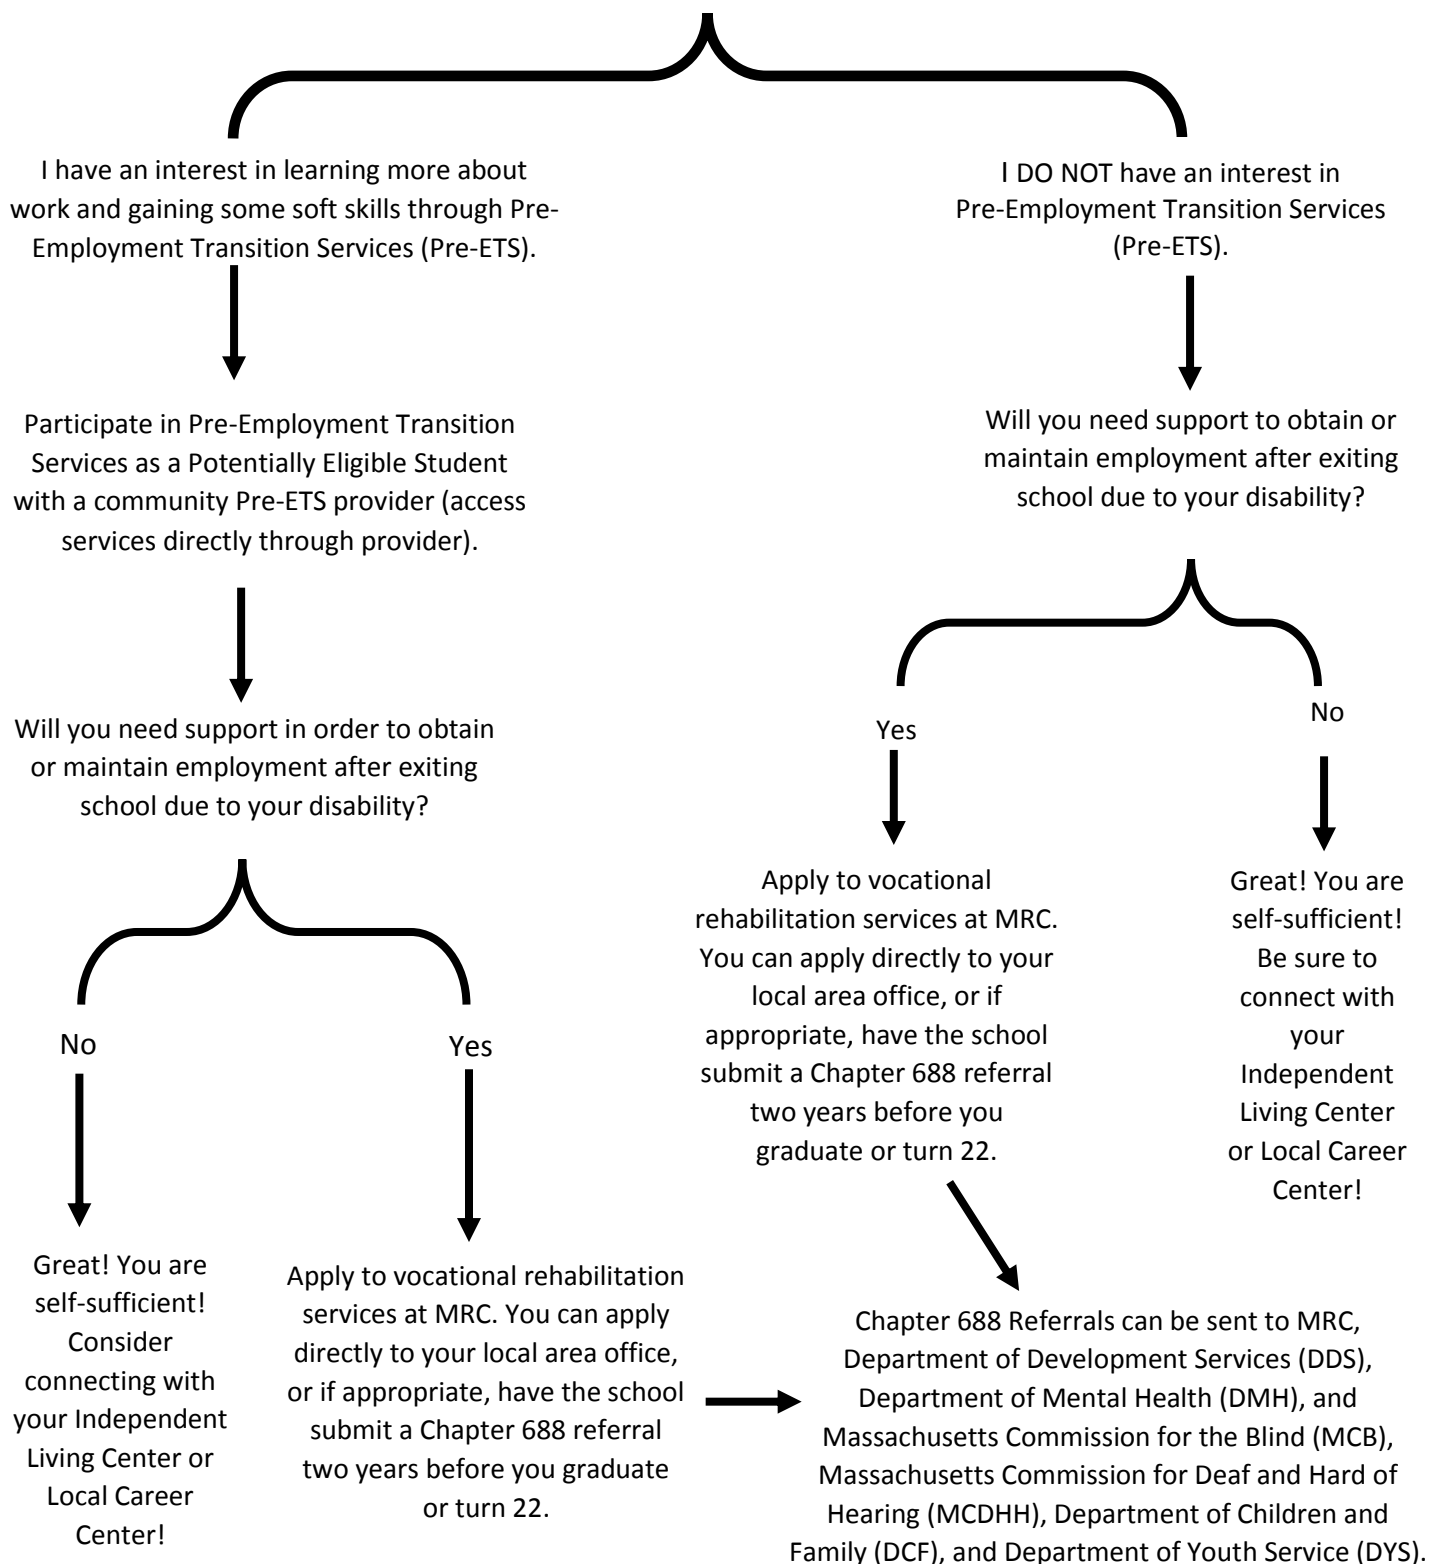 I have an interest in learning more about
work and gaining some soft skills through Pre-
Employment Transition Services (Pre-ETS).
Participate in Pre-Employment Transition
Services as a Potentially Eligible Student
with a community Pre-ETS provider (access
services directly through provider).
Will you need support in order to obtain
or maintain employment after exiting
school due to your disability?
No
Great! You are
self-sufficient!
Consider
connecting with
your Independent
Living Center or
Local Career
Center!
Yes
Apply to vocational rehabilitation
services at MRC. You can apply
directly to your local area office,
or if appropriate, have the school
submit a Chapter 688 referral
two years before you graduate
or turn 22.
I DO NOT have an interest in
Pre-Employment Transition Services
(Pre-ETS).
Will you need support to obtain or
maintain employment after exiting
school due to your disability?
Yes
Apply to vocational
rehabilitation services at MRC.
You can apply directly to your
local area office, or if
appropriate, have the school
submit a Chapter 688 referral
two years before you
graduate or turn 22.
No
Great! You are
self-sufficient!
Be sure to
connect with
your
Independent
Living Center
or Local Career
Center!
Chapter 688 Referrals can be sent to MRC,
Department of Development Services (DDS),
Department of Mental Health (DMH), and
Massachusetts Commission for the Blind (MCB),
Massachusetts Commission for Deaf and Hard of
Hearing (MCDHH), Department of Children and
Family (DCF), and Department of Youth Service (DYS).